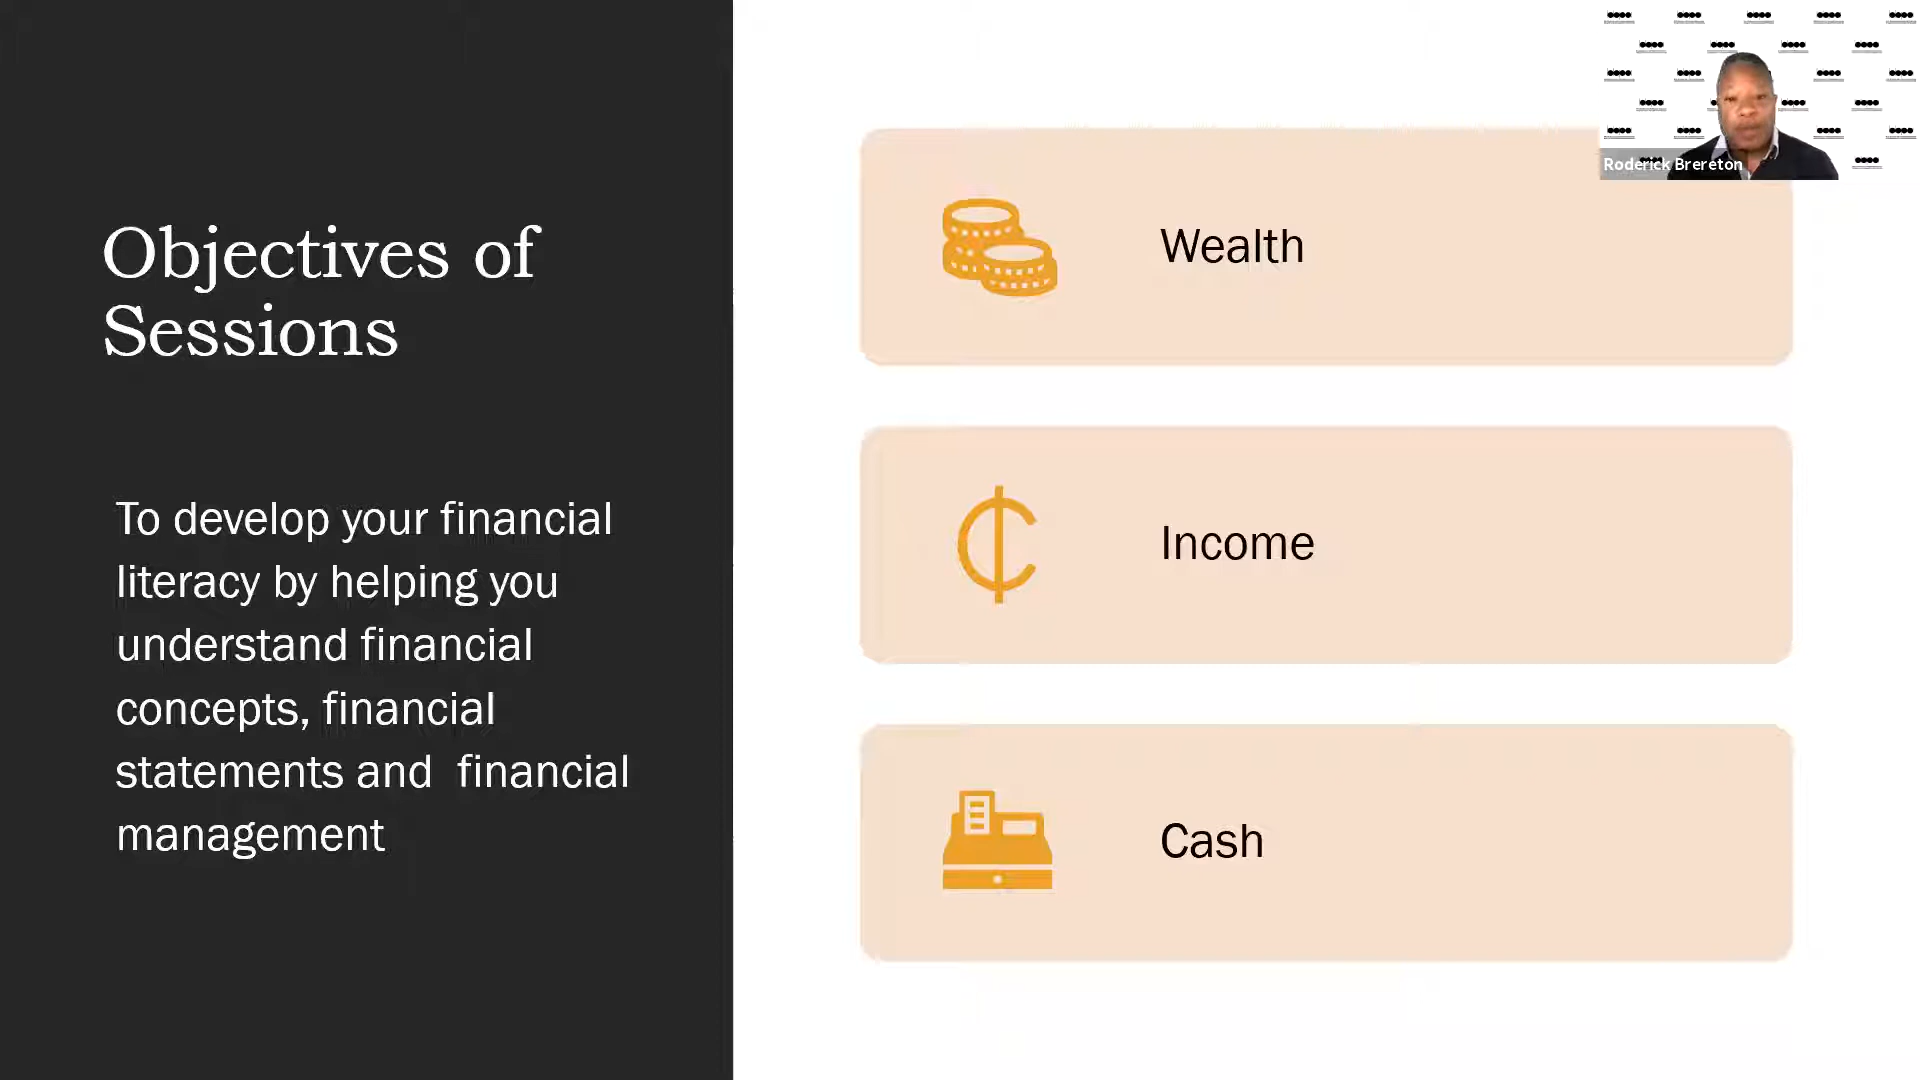 Objectives of
Sessions
To develop your financial
literacy by helping you
understand financial
concepts, financial
statements and  financial
management
Wealth
Income
Cash
Roderick Brereton